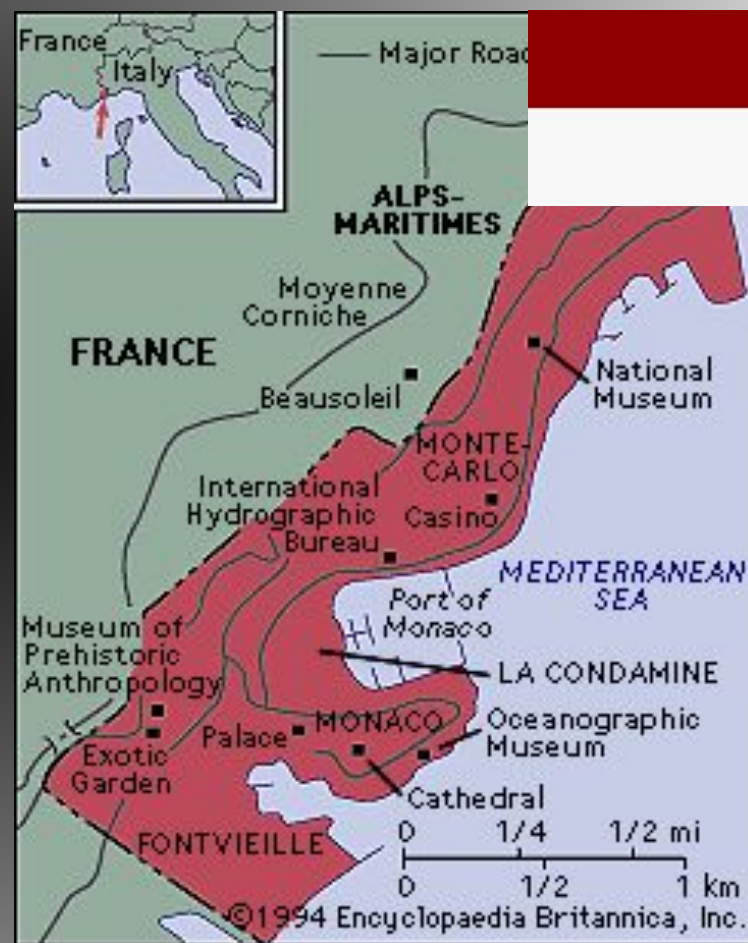 France
Italy
Major Road
ALPS-
MARITIMES
Moyenne
Corniche
FRANCE
Beausoleil
National
Museum
MONTE-
CARLO
International
Hydrographic
Bureau
Casino
MEDITERRANEAN
SEA
Port of
Monaco
Museum of
Prehistoric
Anthropology
LA CONDAMINE
MONACO
Oceanographic
Museum
Palace
Exotic
Garden
Cathedral
FONTVIEILLE
0 1/4 1/2 mi
0 1/2 1 km
©1994 Encyclopaedia Britannica, Inc.